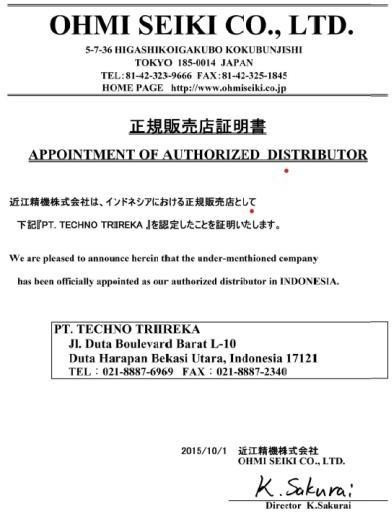 OHMI SEIKI CO., LTD.
5-7-36 HIGASHIKOIGAKUBO KOKUBUNJISHI
TOKYO 185-0014 JAPAN
TEL:81-42-323-9666 FAX:81-42-325-1845
HOME PAGE http://www.ohmiseiki.co.jp
正規販売店証明書
APPOINTMENT OF AUTHORIZED DISTRIBUTOR
近江精機株式会社は、インドネシアにおける正規販売店として
下記『PT. TECHNO TRIIREKA 』を認定したことを証明いたします。
We are pleased to announce herein that the under-menthioned company
has been officially appointed as our authorized distributor in INDONESIA.
PT. TECHNO TRIIREKA
Jl. Duta Boulevard Barat L-10
Duta Harapan Bekasi Utara, Indonesia 17121
TEL : 021-8887-6969 FAX : 021-8887-2340
2015/10/1 近江精機株式会社
OHMI SEIKI CO., LTD.
K. Sakurai
Director K.Sakurai